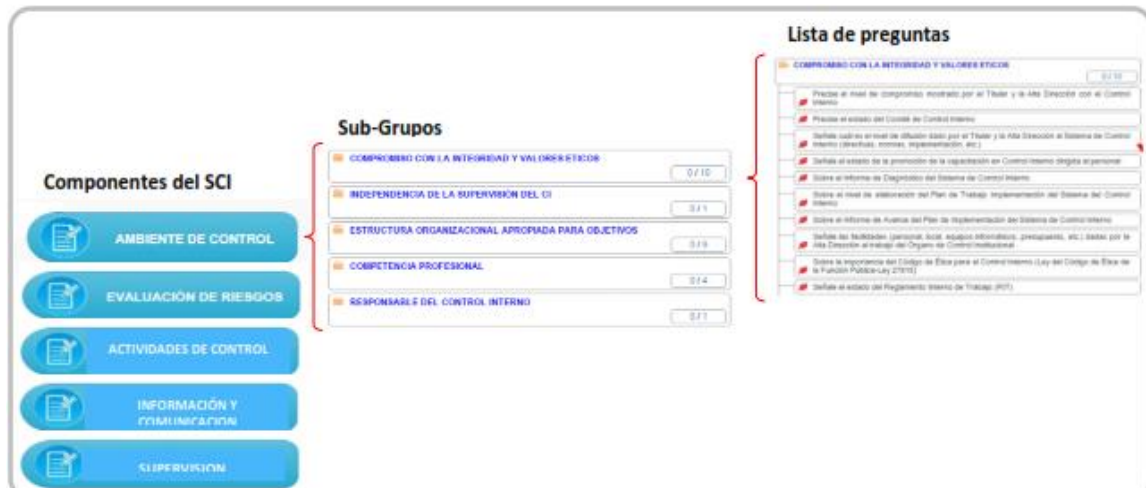 Lista de preguntas
COMPROMISO CON LA INTEGRIDAD Y VALORES ETICOS
0 / 10
Precise el nivel de compromiso mostrado por el Titular y la Alta Dirección con el Control
Interno
Precise el estado del Comité de Control Interno
Señale cuál es el nivel de difusión dado por el Titular y la Alta Dirección al Sistema de Control
Interno (directivas, normas, implementación, etc.)
Señale el estado de la promoción de la capacitación en Control Interno dirigida al personal
Sobre el Informe de Diagnóstico del Sistema de Control Interno
Sobre el nivel de elaboración del Plan de Trabajo Implementación del Sistema del Control
Interno
Sobre el Informe de Avance del Plan de Implementación del Sistema de Control Interno
Señale las facilidades (personal, local, equipos informáticos, presupuesto, etc.) dadas por la
Alta Dirección al trabajo del Órgano de Control Institucional
Sobre la importancia del Código de Ética para el Control Interno (Ley del Código de Ética de
la Función Pública-Ley 27815)
Señale el estado del Reglamento Interno de Trabajo (RIT)
Sub-Grupos
COMPROMISO CON LA INTEGRIDAD Y VALORES ETICOS
0 / 10
INDEPENDENCIA DE LA SUPERVISIÓN DEL CI
0 / 1
ESTRUCTURA ORGANIZACIONAL APROPIADA PARA OBJETIVOS
0 / 9
COMPETENCIA PROFESIONAL
0 / 4
RESPONSABLE DEL CONTROL INTERNO
0 / 1
Componentes del SCI
AMBIENTE DE CONTROL
EVALUACIÓN DE RIESGOS
ACTIVIDADES DE CONTROL
INFORMACIÓN Y
COMUNICACION
SUPERVISION